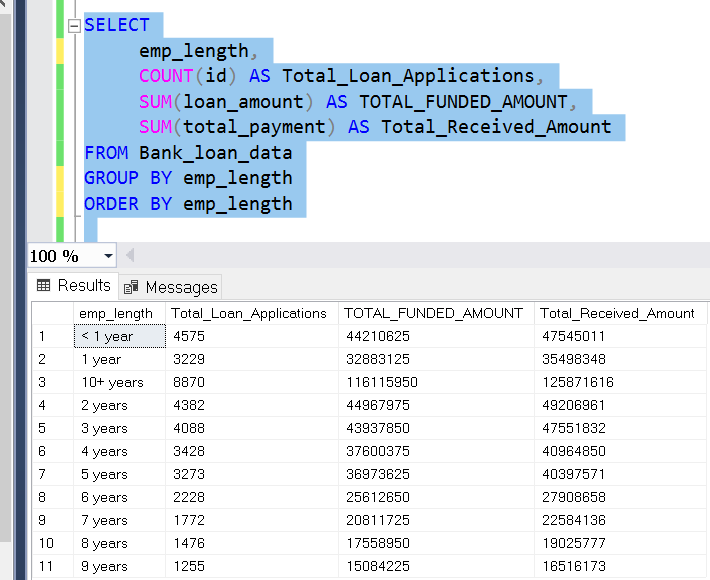 SELECT
emp_length,
COUNT(id) AS Total_Loan_Applications,
SUM(loan_amount) AS TOTAL_FUNDED_AMOUNT,
SUM(total_payment) AS Total_Received_Amount
FROM Bank_loan_data
GROUP BY emp_length
ORDER BY emp_length
100 %
Results Messages
emp_length Total_Loan_Applications TOTAL_FUNDED_AMOUNT Total_Received_Amount
1 < 1 year 4575 44210625 47545011
2 1 year 3229 32883125 35498348
3 10+ years 8870 116115950 125871616
4 2 years 4382 44967975 49206961
5 3 years 4088 43937850 47551832
6 4 years 3428 37600375 40964850
7 5 years 3273 36973625 40397571
8 6 years 2228 25612650 27908658
9 7 years 1772 20811725 22584136
10 8 years 1476 17558950 19025777
11 9 years 1255 15084225 16516173